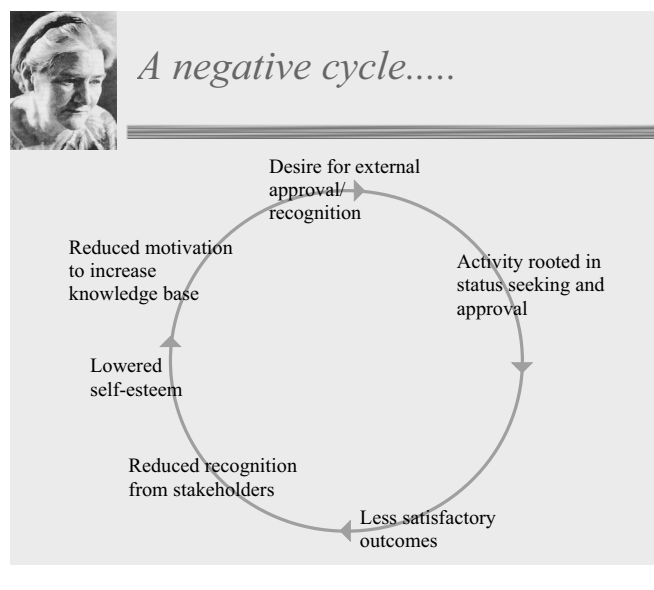 A negative cycle.....
Desire for external
approval/
recognition
Activity rooted in
status seeking and
approval
Less satisfactory
outcomes
Reduced recognition
from stakeholders
Lowered
self-esteem
Reduced motivation
to increase
knowledge base